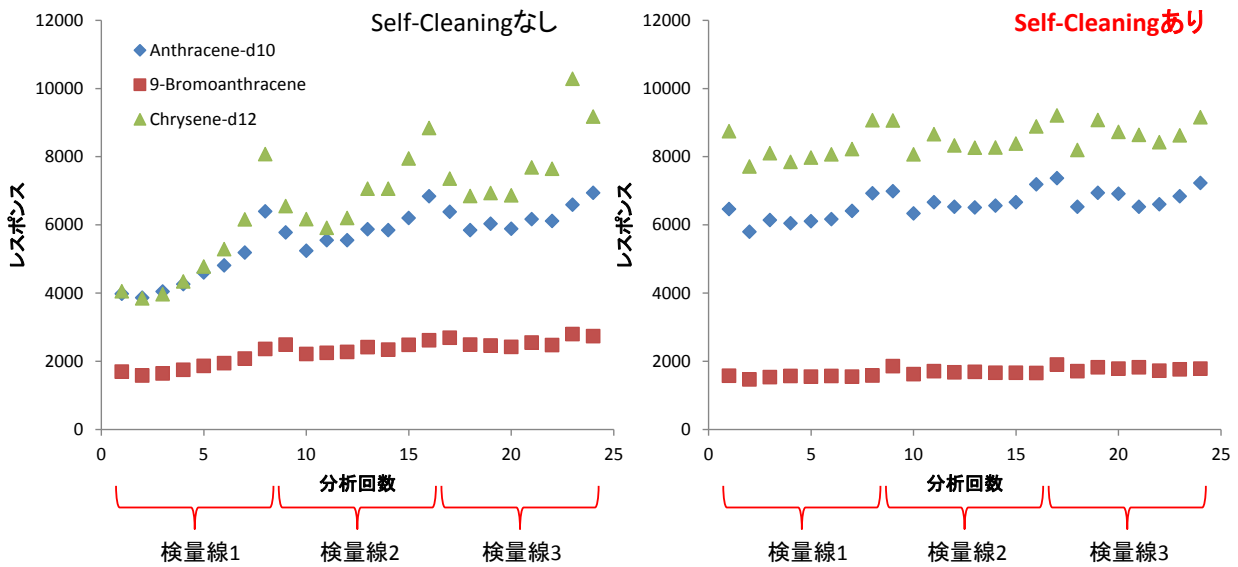 Self-Cleaningなし
Anthracene-d10
9-Bromoanthracene
Chrysene-d12
12000
10000
8000
6000
4000
2000
0
レスポンス
0 5 10 15 20 25
分析回数
検量線1 検量線2 検量線3
Self-Cleaningあり
12000
10000
8000
6000
4000
2000
0
レスポンス
0 5 10 15 20 25
分析回数
検量線1 検量線2 検量線3